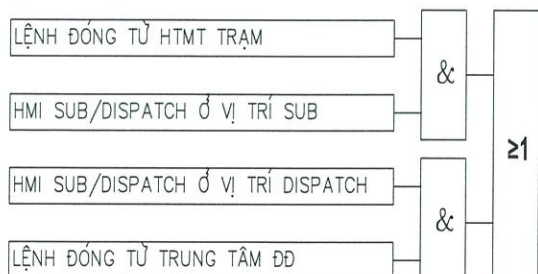 LỆNH ĐÓNG TỪ HTMT TRẠM
&
HMI SUB/DISPATCH Ở VỊ TRÍ SUB
≥1
HMI SUB/DISPATCH Ở VỊ TRÍ DISPATCH
&
LỆNH ĐÓNG TỪ TRUNG TÂM ĐĐ